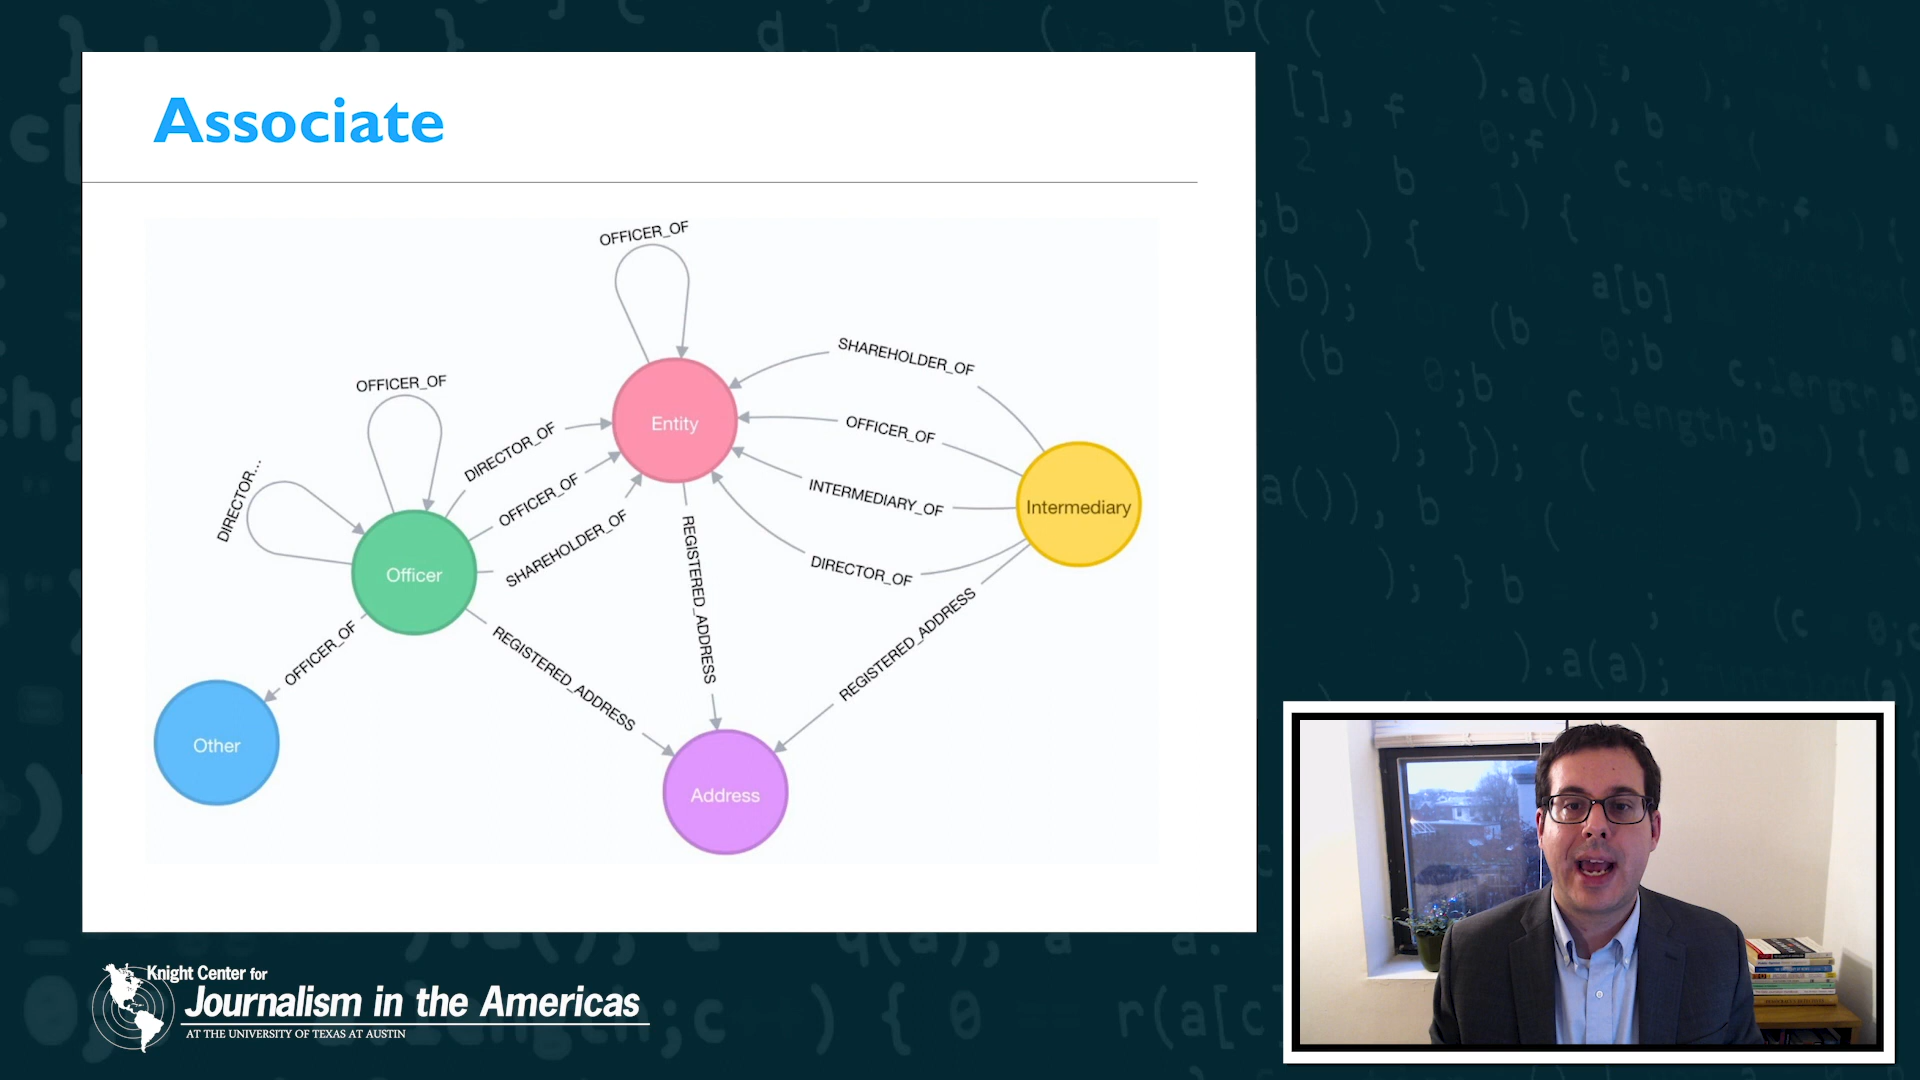 Associate
OFFICER_OF
SHAREHOLDER_OF
OFFICER_OF
DIRECTOR_OF
Entity
OFFICER_OF
DIRECTOR...
OFFICER_OF
INTERMEDIARY_OF
Intermediary
SHAREHOLDER_OF
REGISTERED_ADDRESS
DIRECTOR_OF
Officer
REGISTERED_ADDRESS
OFFICER_OF
REGISTERED_ADDRESS
Other
Address
Knight Center for
Journalism in the Americas
AT THE UNIVERSITY OF TEXAS AT AUSTIN